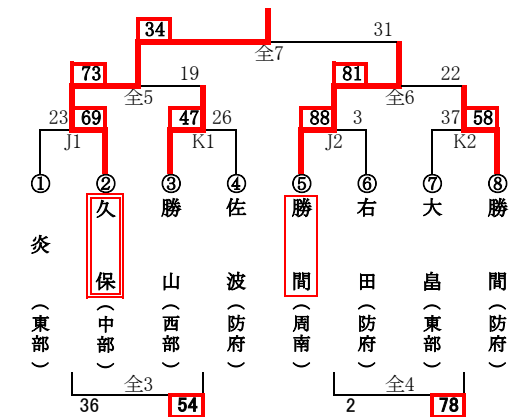 34 31
全7
73 19 81 22
全5 全6
23 69 47 26 88 3 37 58
J1 K1 J2 K2
① ② ③ ④ ⑤ ⑥ ⑦ ⑧
炎（東部）
久保（中部）
勝山（西部）
佐波（防府）
勝間（周南）
右田（防府）
大畠（東部）
勝間（防府）
全3 全4
36 54 2 78